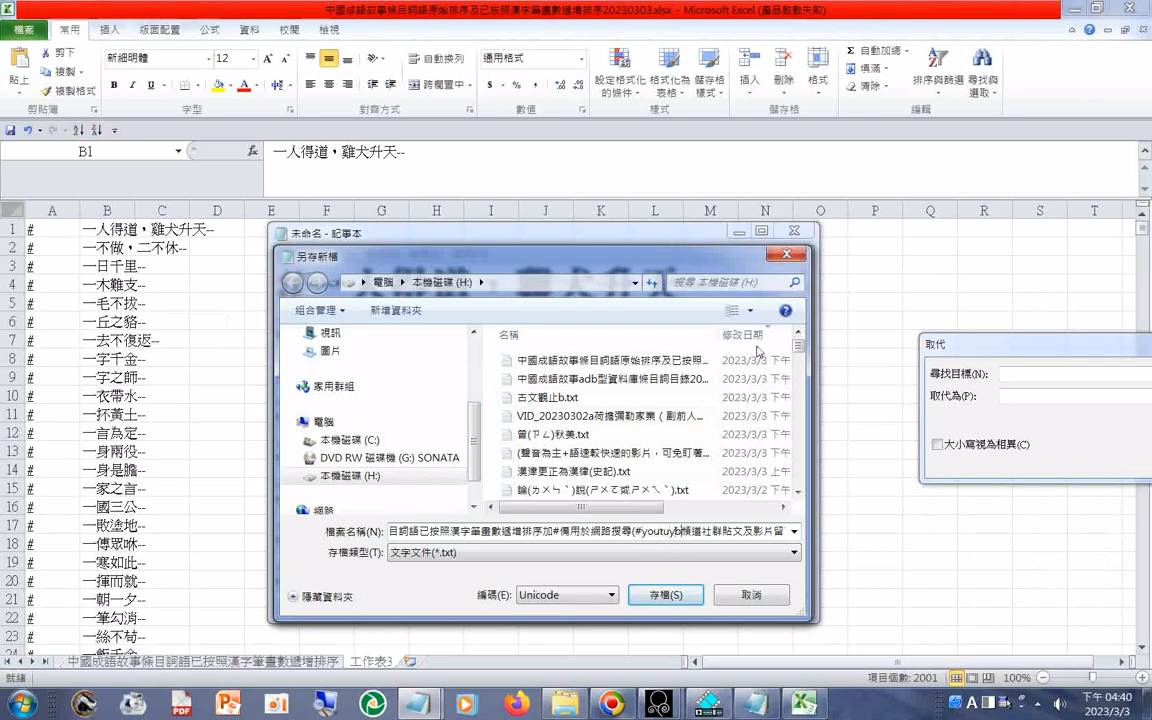 中國成語故事條目詞語原始排序及已按照漢字筆畫數遞增排序20230303.xlsx － Microsoft Excel (產品啟動失敗)
檔案 常用 插入 版面配置 公式 資料 校閱 檢視
剪下 新細明體 12 自動換列 通用格式 Σ 自動加總
貼上 複製 設定格式化的條件 格式化為表格 儲存格樣式 插入 刪除 格式 填滿 排序與篩選 尋找與選取
複製格式 B I U 跨欄置中 $ % , 清除
剪貼簿 字型 對齊方式 數值 樣式 儲存格 編輯
B1 fx 一人得道，雞犬升天--
A B C D E F G H I J K L M N O P Q R S T
1 # 一人得道，雞犬升天--
2 # 一不做，二不休--
3 # 一日千里--
4 # 一木難支--
5 # 一毛不拔--
6 # 一丘之貉--
7 # 一去不復返--
8 # 一字千金--
9 # 一字之師--
10 # 一衣帶水--
11 # 一抔黃土--
12 # 一言為定--
13 # 一身兩役--
14 # 一身是膽--
15 # 一家之言--
16 # 一國三公--
17 # 一敗塗地--
18 # 一傅眾咻--
19 # 一寒如此--
20 # 一揮而就--
21 # 一朝一夕--
22 # 一筆勾消--
23 # 一絲不苟--
24 # 一飯千金--
未命名 - 記事本
另存新檔
電腦 本機磁碟 (H:) 搜尋 本機磁碟 (H:)
組合管理 新增資料夾
視訊
圖片
家用群組
電腦
本機磁碟 (C:)
DVD RW 磁碟機 (G:) SONATA
本機磁碟 (H:)
網路
名稱 修改日期
中國成語故事條目詞語原始排序及已按照... 2023/3/3 下午
中國成語故事adb型資料庫條目詞目錄20... 2023/3/3 下午
古文觀止b.txt 2023/3/3 下午
VID_20230302a荷擔彌勒家業（副前人... 2023/3/3 下午
曾(ㄗㄥ)秋美.txt 2023/3/3 下午
(聲音為主+語速較快速的影片，可免盯著... 2023/3/3 下午
漢津更正為漢律(史記).txt 2023/3/3 上午
論(ㄌㄨㄣˋ)說(ㄕㄨㄛ或ㄕㄨㄟˋ).txt 2023/3/2 下午
檔案名稱(N): 目詞語已按照漢字筆畫數遞增排序加#備用於網路搜尋(#youtuyb頻道社群貼文及影片留
存檔類型(T): 文字文件(*.txt)
隱藏資料夾 編碼(E): Unicode 存檔(S) 取消
取代
尋找目標(N):
取代為(P):
大小寫視為相異(C)
中國成語故事條目詞語已按照漢字筆畫數遞增排序 工作表3
就緒 項目個數: 2001 100%
下午 04:40
2023/3/3